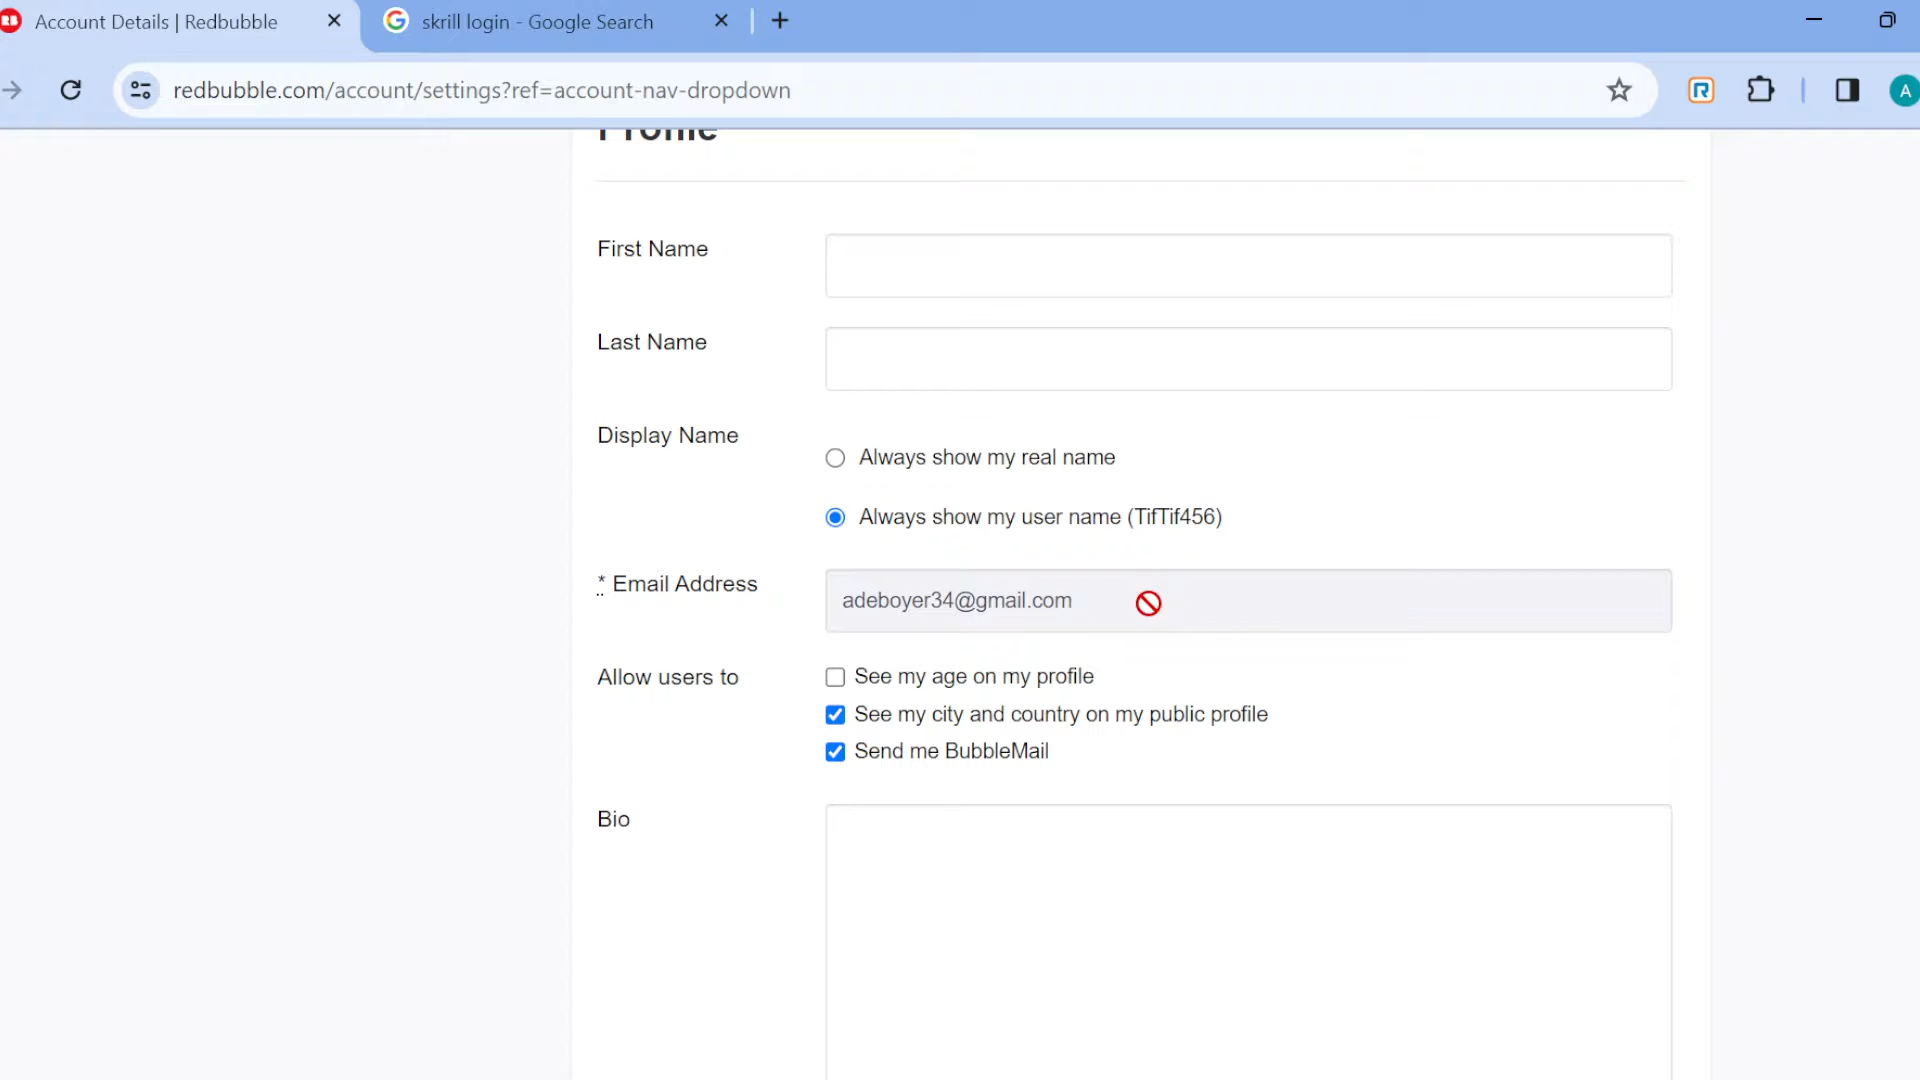 RB Account Details | Redbubble
skrill login - Google Search
redbubble.com/account/settings?ref=account-nav-dropdown
R
A
Profile
First Name
Last Name
Display Name
Always show my real name
Always show my user name (TifTif456)
* Email Address
adeboyer34@gmail.com
Allow users to
See my age on my profile
See my city and country on my public profile
Send me BubbleMail
Bio